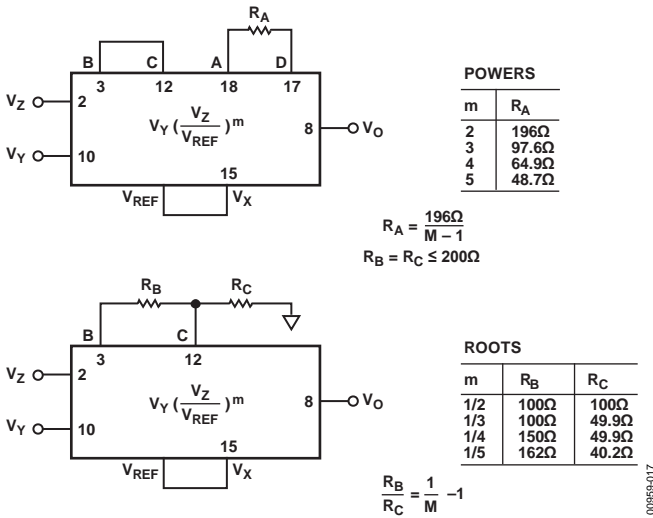 R_A
B C A D
3 12 18 17
V_Z 2
V_Y (V_Z/V_REF)^m
8 V_O
V_Y 10
15
V_REF V_X
POWERS
m R_A
2 196Ω
3 97.6Ω
4 64.9Ω
5 48.7Ω
R_A = 196Ω/M – 1
R_B = R_C ≤ 200Ω
R_B R_C
B C
3 12
V_Z 2
V_Y (V_Z/V_REF)^m
8 V_O
V_Y 10
15
V_REF V_X
ROOTS
m R_B R_C
1/2 100Ω 100Ω
1/3 100Ω 49.9Ω
1/4 150Ω 49.9Ω
1/5 162Ω 40.2Ω
R_B/R_C = 1/M –1
00959-017